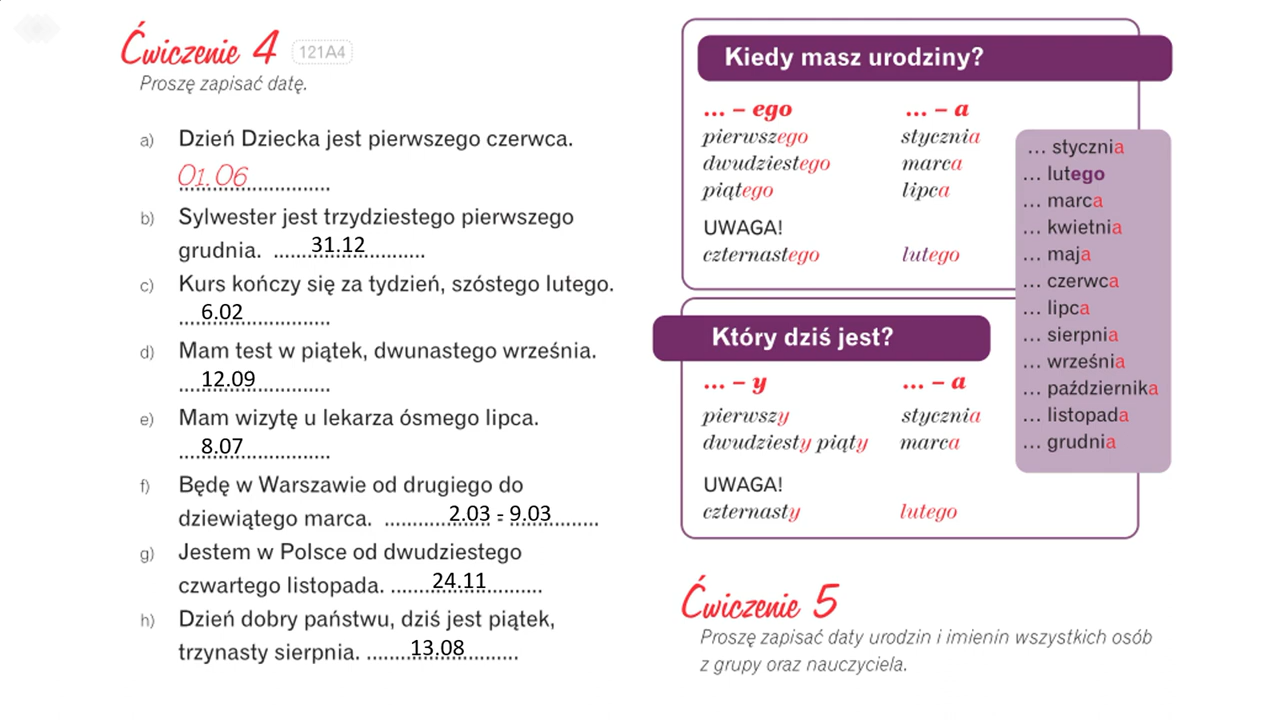 Ćwiczenie 4 121A4
Proszę zapisać datę.
a) Dzień Dziecka jest pierwszego czerwca.
01.06
b) Sylwester jest trzydziestego pierwszego
grudnia. 31.12
c) Kurs kończy się za tydzień, szóstego lutego.
6.02
d) Mam test w piątek, dwunastego września.
12.09
e) Mam wizytę u lekarza ósmego lipca.
8.07
f) Będę w Warszawie od drugiego do
dziewiątego marca. 2.03 - 9.03
g) Jestem w Polsce od dwudziestego
czwartego listopada. 24.11
h) Dzień dobry państwu, dziś jest piątek,
trzynasty sierpnia. 13.08
Kiedy masz urodziny?
... – ego ... – a
pierwszego stycznia
dwudziestego marca
piątego lipca
UWAGA!
czternastego lutego
... stycznia
... lutego
... marca
... kwietnia
... maja
... czerwca
... lipca
... sierpnia
... września
... października
... listopada
... grudnia
Który dziś jest?
... – y ... – a
pierwszy stycznia
dwudziesty piąty marca
UWAGA!
czternasty lutego
Ćwiczenie 5
Proszę zapisać daty urodzin i imienin wszystkich osób
z grupy oraz nauczyciela.